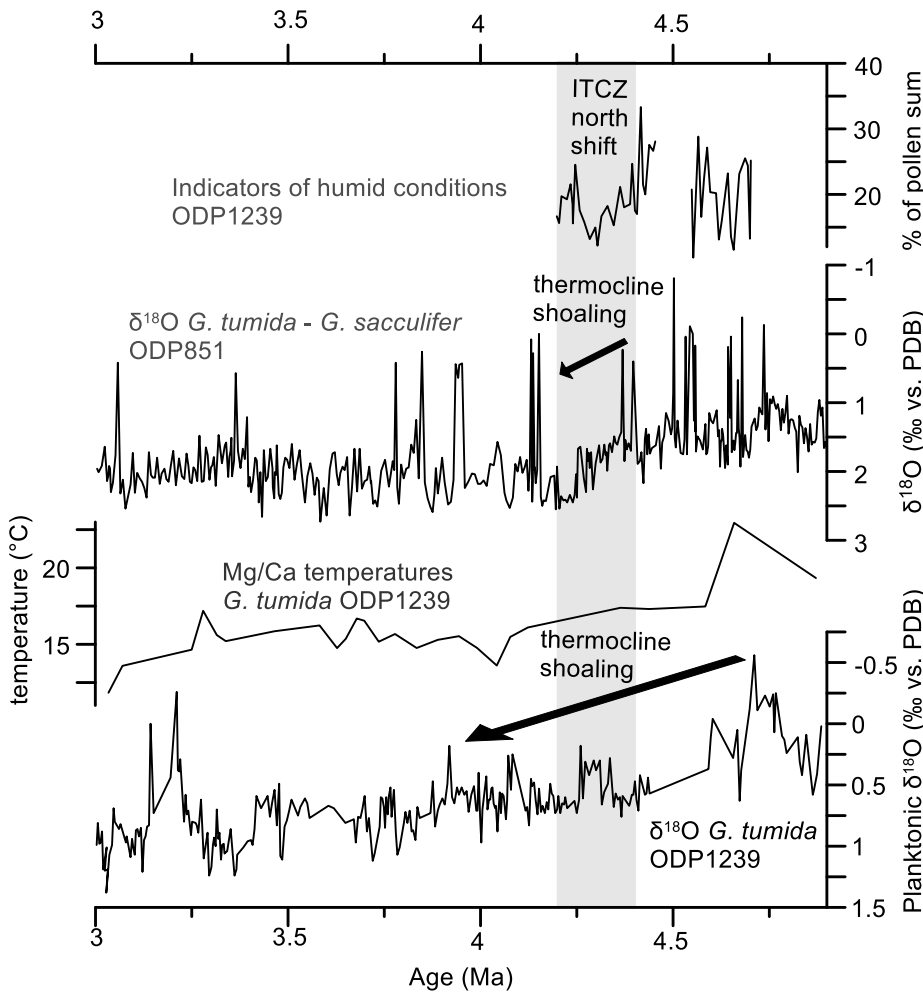 3 3.5 4 4.5
40
30
20
% of pollen sum
ITCZ
north
shift
Indicators of humid conditions
ODP1239
-1
0
1
2
3
δ18O (‰ vs. PDB)
thermocline
shoaling
δ¹⁸O G. tumida - G. sacculifer
ODP851
temperature (°C)
20
15
Mg/Ca temperatures
G. tumida ODP1239
thermocline
shoaling
-0.5
0
0.5
1
1.5
Planktonic δ18O (‰ vs. PDB)
δ¹⁸O G. tumida
ODP1239
3 3.5 4 4.5
Age (Ma)